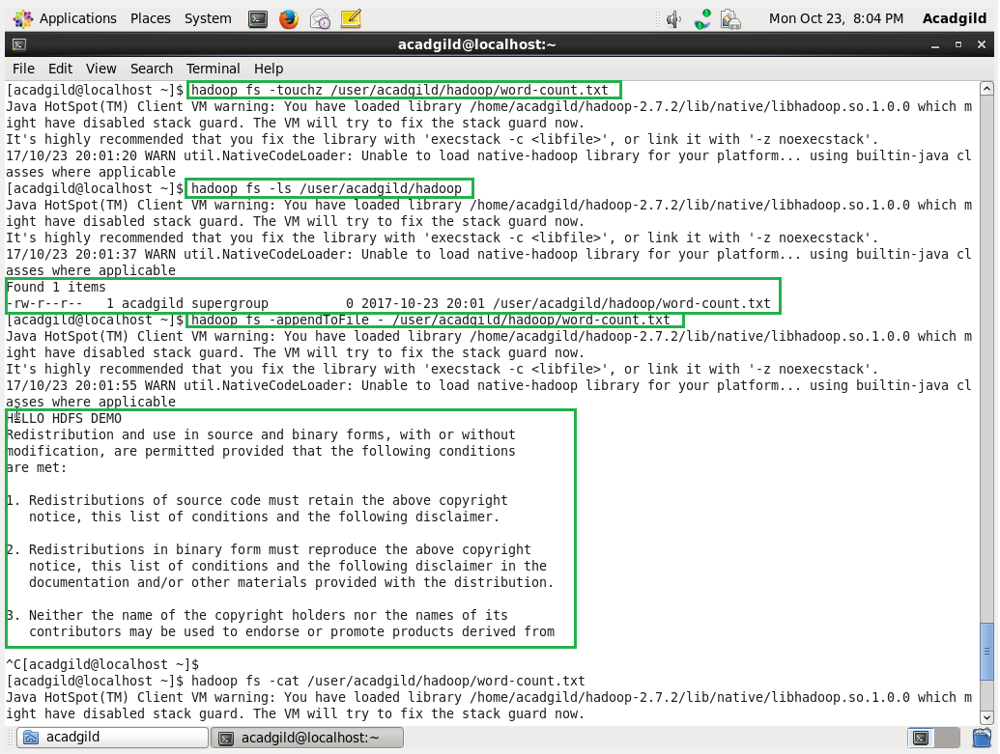 Applications Places System Mon Oct 23, 8:04 PM Acadgild
acadgild@localhost:~
File Edit View Search Terminal Help
[acadgild@localhost ~]$ hadoop fs -touchz /user/acadgild/hadoop/word-count.txt
Java HotSpot(TM) Client VM warning: You have loaded library /home/acadgild/hadoop-2.7.2/lib/native/libhadoop.so.1.0.0 which m
ight have disabled stack guard. The VM will try to fix the stack guard now.
It's highly recommended that you fix the library with 'execstack -c <libfile>', or link it with '-z noexecstack'.
17/10/23 20:01:20 WARN util.NativeCodeLoader: Unable to load native-hadoop library for your platform... using builtin-java cl
asses where applicable
[acadgild@localhost ~]$ hadoop fs -ls /user/acadgild/hadoop
Java HotSpot(TM) Client VM warning: You have loaded library /home/acadgild/hadoop-2.7.2/lib/native/libhadoop.so.1.0.0 which m
ight have disabled stack guard. The VM will try to fix the stack guard now.
It's highly recommended that you fix the library with 'execstack -c <libfile>', or link it with '-z noexecstack'.
17/10/23 20:01:37 WARN util.NativeCodeLoader: Unable to load native-hadoop library for your platform... using builtin-java cl
asses where applicable
Found 1 items
-rw-r--r--   1 acadgild supergroup          0 2017-10-23 20:01 /user/acadgild/hadoop/word-count.txt
[acadgild@localhost ~]$ hadoop fs -appendToFile - /user/acadgild/hadoop/word-count.txt
Java HotSpot(TM) Client VM warning: You have loaded library /home/acadgild/hadoop-2.7.2/lib/native/libhadoop.so.1.0.0 which m
ight have disabled stack guard. The VM will try to fix the stack guard now.
It's highly recommended that you fix the library with 'execstack -c <libfile>', or link it with '-z noexecstack'.
17/10/23 20:01:55 WARN util.NativeCodeLoader: Unable to load native-hadoop library for your platform... using builtin-java cl
asses where applicable
HELLO HDFS DEMO
Redistribution and use in source and binary forms, with or without
modification, are permitted provided that the following conditions
are met:
1. Redistributions of source code must retain the above copyright
notice, this list of conditions and the following disclaimer.
2. Redistributions in binary form must reproduce the above copyright
notice, this list of conditions and the following disclaimer in the
documentation and/or other materials provided with the distribution.
3. Neither the name of the copyright holders nor the names of its
contributors may be used to endorse or promote products derived from
^C[acadgild@localhost ~]$
[acadgild@localhost ~]$ hadoop fs -cat /user/acadgild/hadoop/word-count.txt
Java HotSpot(TM) Client VM warning: You have loaded library /home/acadgild/hadoop-2.7.2/lib/native/libhadoop.so.1.0.0 which m
ight have disabled stack guard. The VM will try to fix the stack guard now.
acadgild acadgild@localhost:~